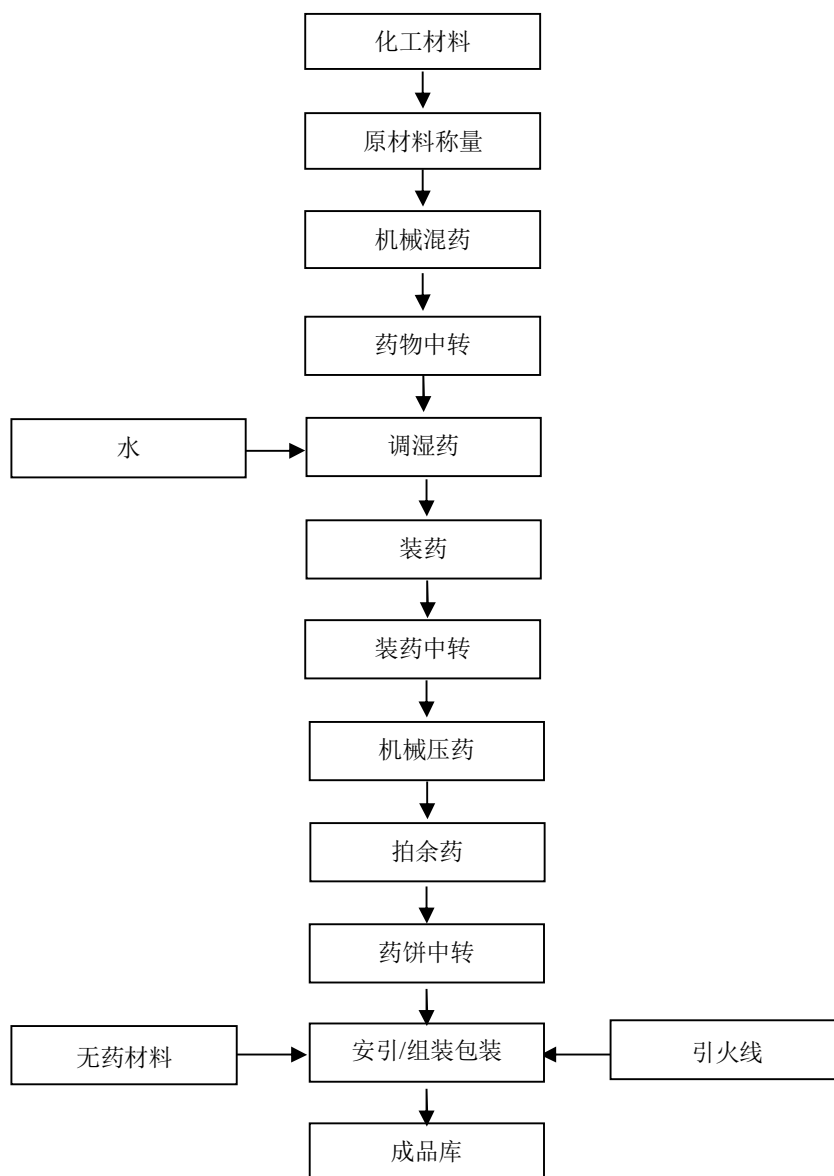 化工材料
原材料称量
机械混药
药物中转
水
调湿药
装药
装药中转
机械压药
拍余药
药饼中转
无药材料
安引/组装包装
引火线
成品库